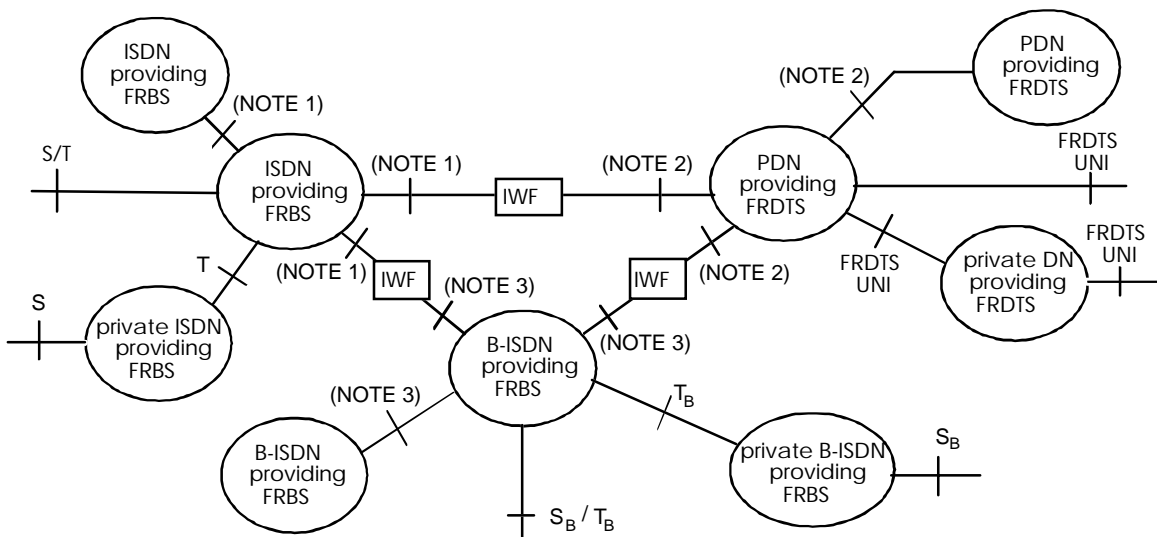 ISDN
providing
FRBS
(NOTE 1)
S/T
ISDN
providing
FRBS
(NOTE 1)
IWF
(NOTE 2)
PDN
providing
FRDTS
(NOTE 2)
PDN
providing
FRDTS
FRDTS
UNI
T
(NOTE 1)
IWF
(NOTE 3)
IWF
(NOTE 2)
FRDTS
UNI
private DN
providing
FRDTS
FRDTS
UNI
S
private ISDN
providing
FRBS
B-ISDN
providing
FRBS
(NOTE 3)
(NOTE 3)
B-ISDN
providing
FRBS
S_B / T_B
T_B
private B-ISDN
providing
FRBS
S_B